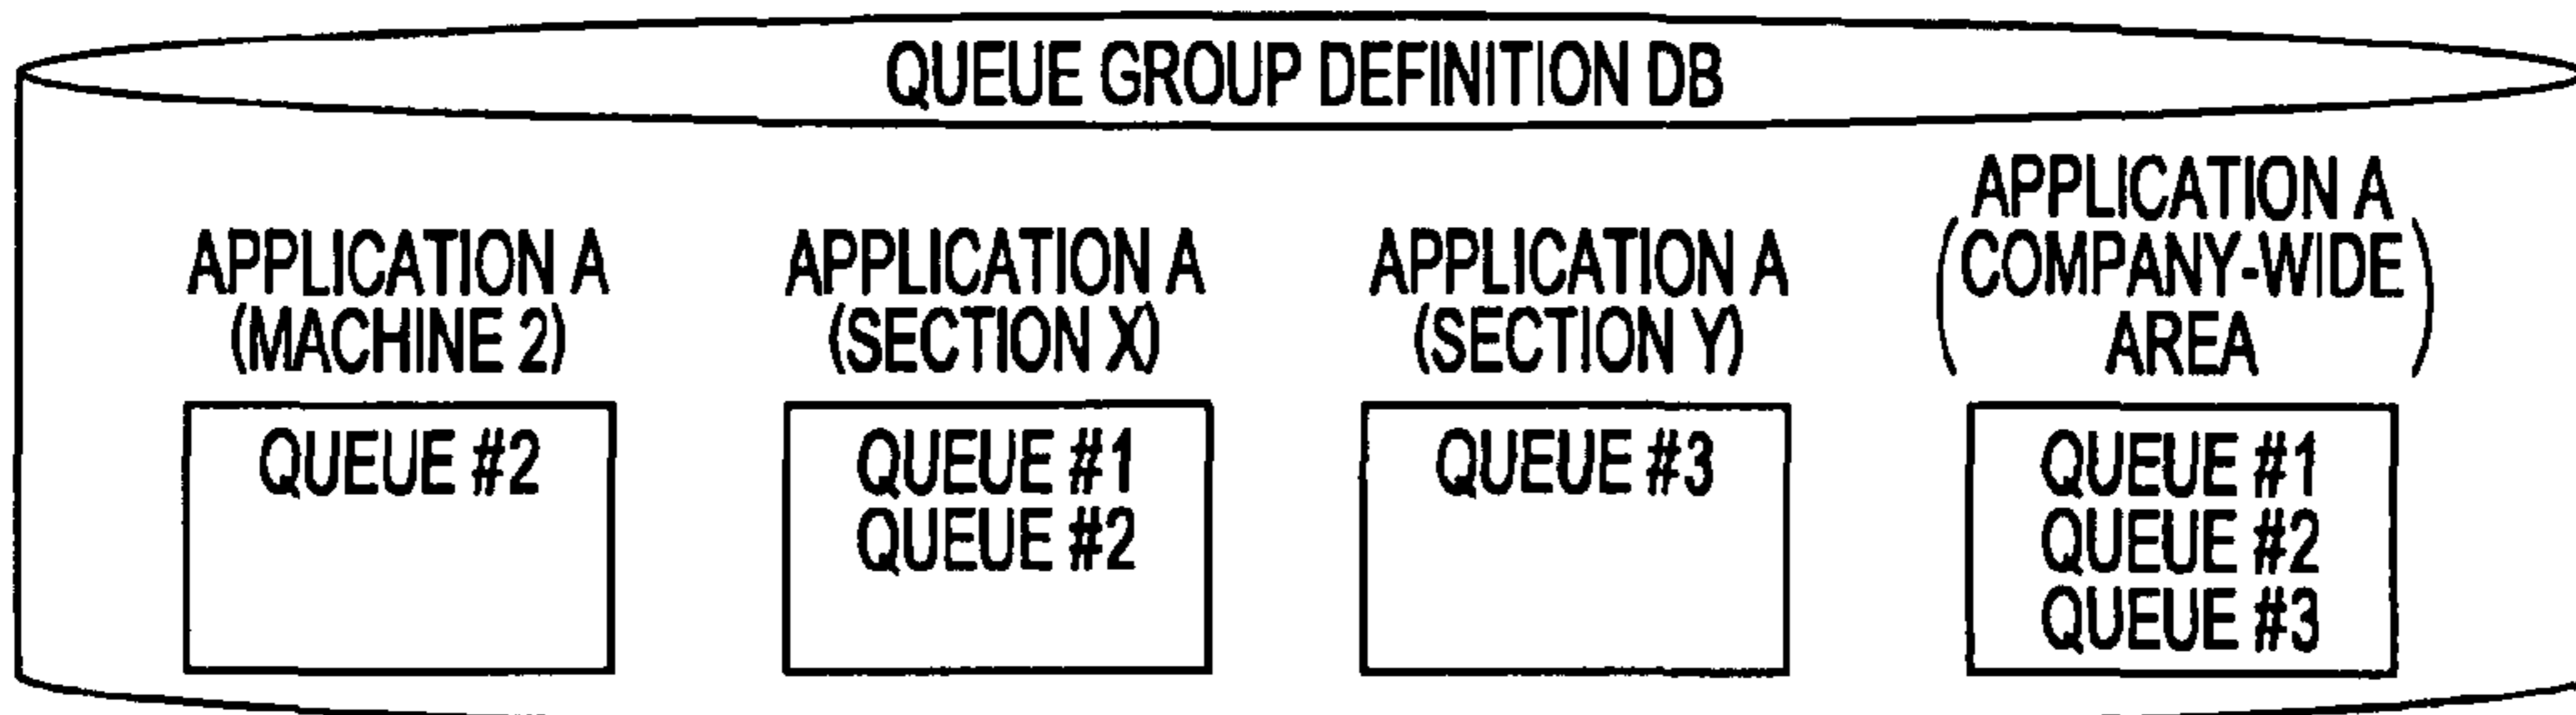 QUEUE GROUP DEFINITION DB
APPLICATION A
(MACHINE 2)
QUEUE #2
APPLICATION A
(SECTION X)
QUEUE #1
QUEUE #2
APPLICATION A
(SECTION Y)
QUEUE #3
APPLICATION A
(COMPANY-WIDE
AREA)
QUEUE #1
QUEUE #2
QUEUE #3